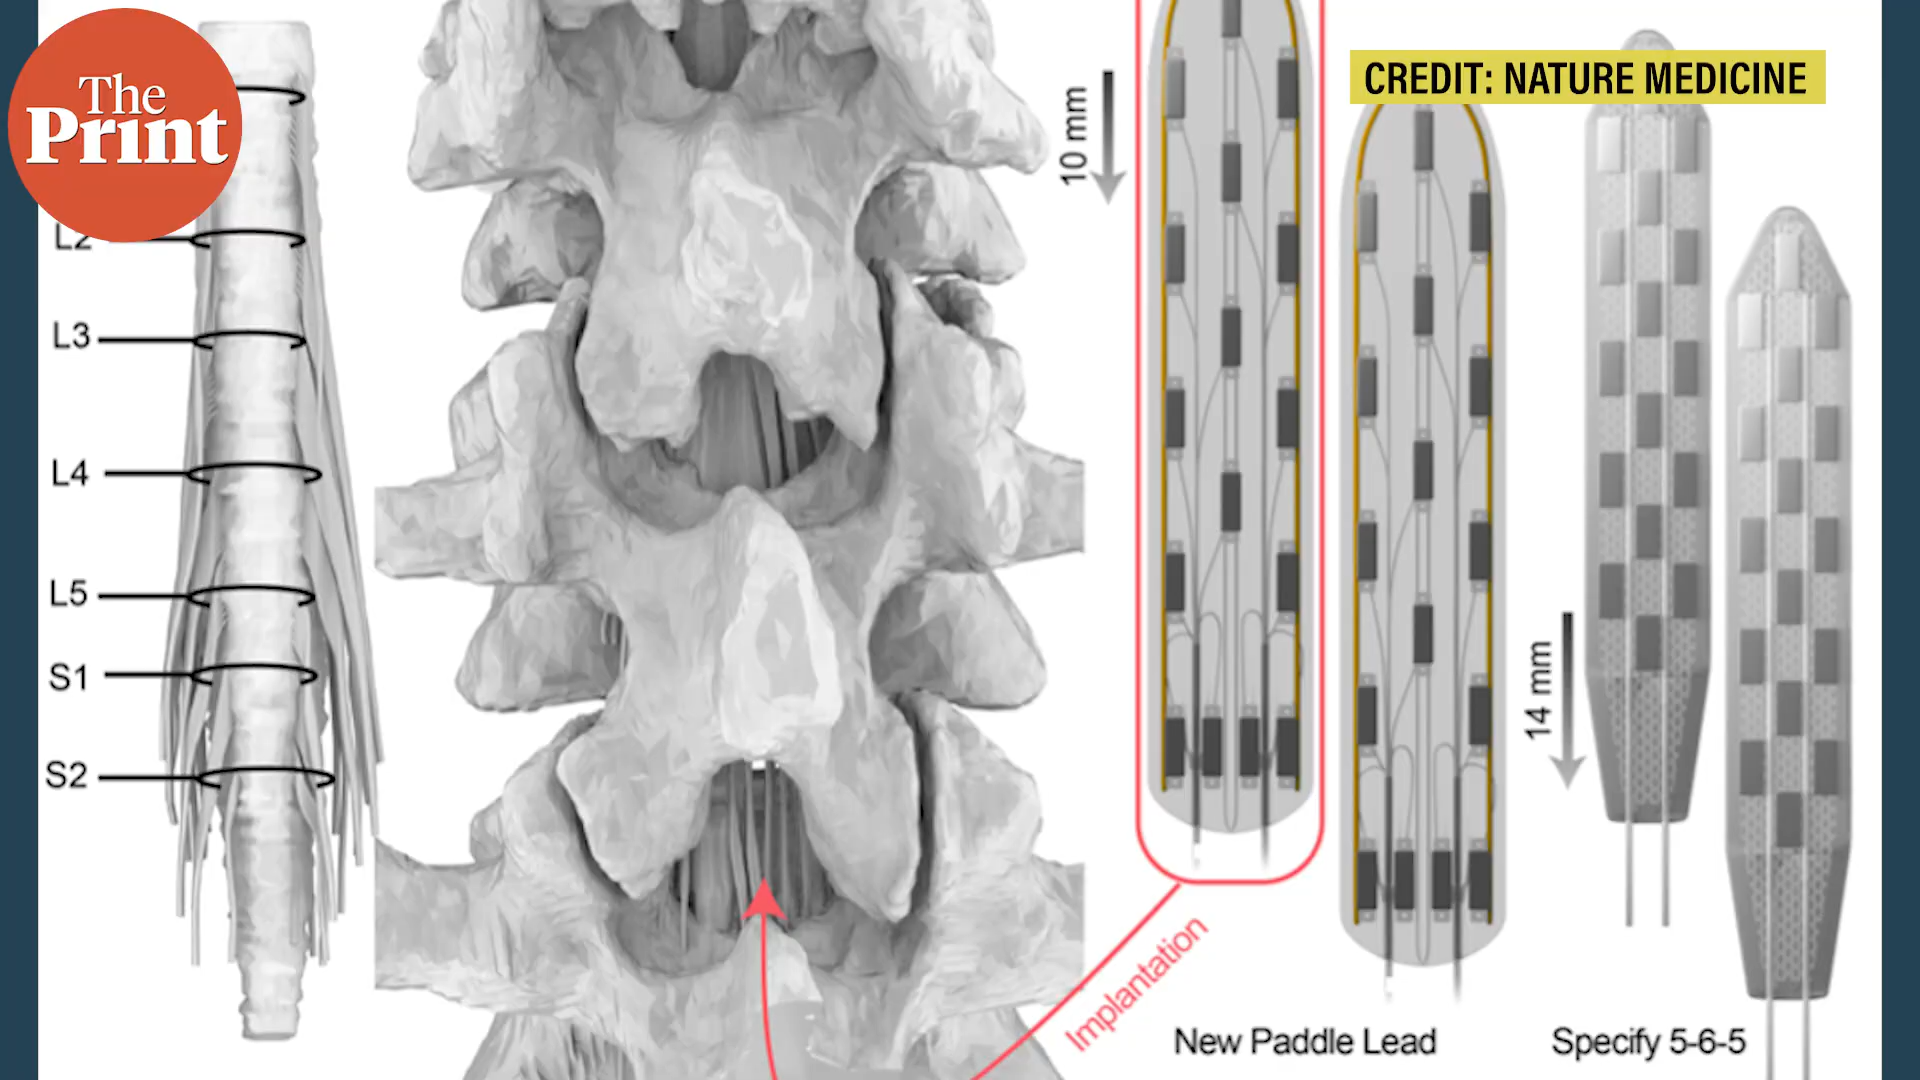 The
Print
CREDIT: NATURE MEDICINE
10 mm
L2
L3
L4
L5
S1
S2
14 mm
Implantation
New Paddle Lead
Specify 5-6-5